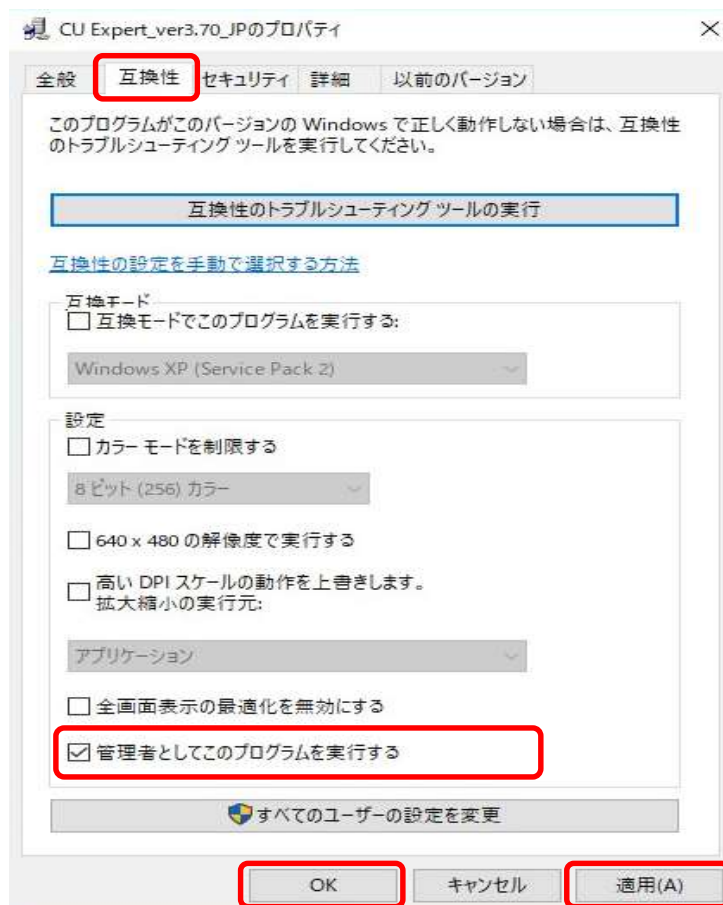 CU Expert_ver3.70_JPのプロパティ
全般 互換性 セキュリティ 詳細 以前のバージョン
このプログラムがこのバージョンの Windows で正しく動作しない場合は、互換性
のトラブルシューティング ツールを実行してください。
互換性のトラブルシューティング ツールの実行
互換性の設定を手動で選択する方法
互換モード
互換モードでこのプログラムを実行する:
Windows XP (Service Pack 2)
設定
カラー モードを制限する
8 ビット (256) カラー
640 x 480 の解像度で実行する
高い DPI スケールの動作を上書きします。
拡大縮小の実行元:
アプリケーション
全画面表示の最適化を無効にする
管理者としてこのプログラムを実行する
すべてのユーザーの設定を変更
OK キャンセル 適用(A)